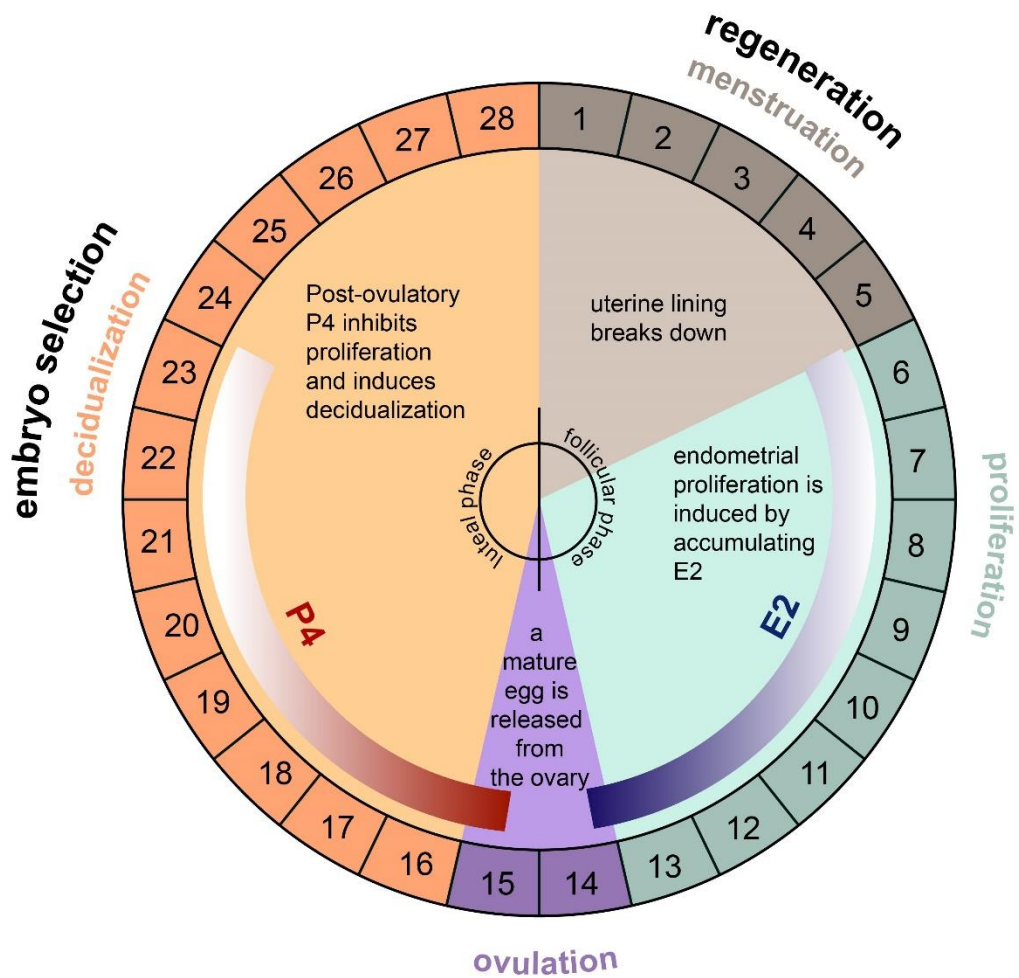 regeneration
menstruation
1
2
3
4
5
6
7
8
9
10
11
12
13
14
15
16
17
18
19
20
21
22
23
24
25
26
27
28
embryo selection
decidualization
proliferation
ovulation
Post-ovulatory
P4 inhibits
proliferation
and induces
decidualization
uterine lining
breaks down
endometrial
proliferation is
induced by
accumulating
E2
luteal phase
follicular phase
P4
E2
a
mature
egg is
released
from
the ovary